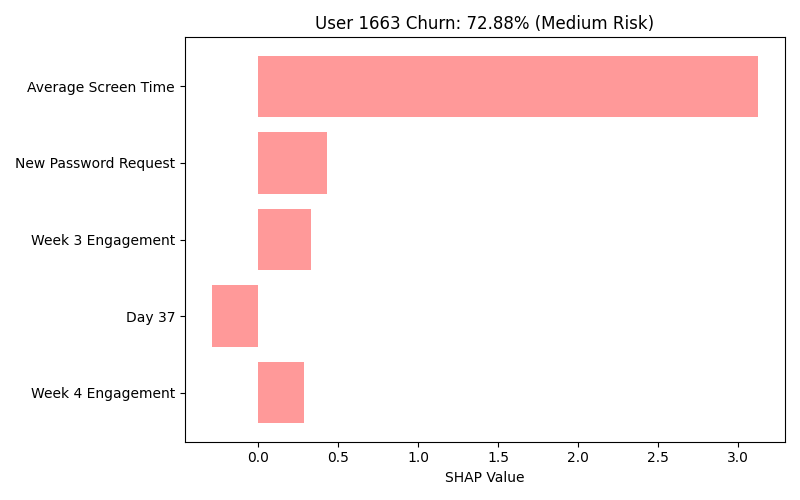 User 1663 Churn: 72.88% (Medium Risk)
Average Screen Time
New Password Request
Week 3 Engagement
Day 37
Week 4 Engagement
0.0 0.5 1.0 1.5 2.0 2.5 3.0
SHAP Value